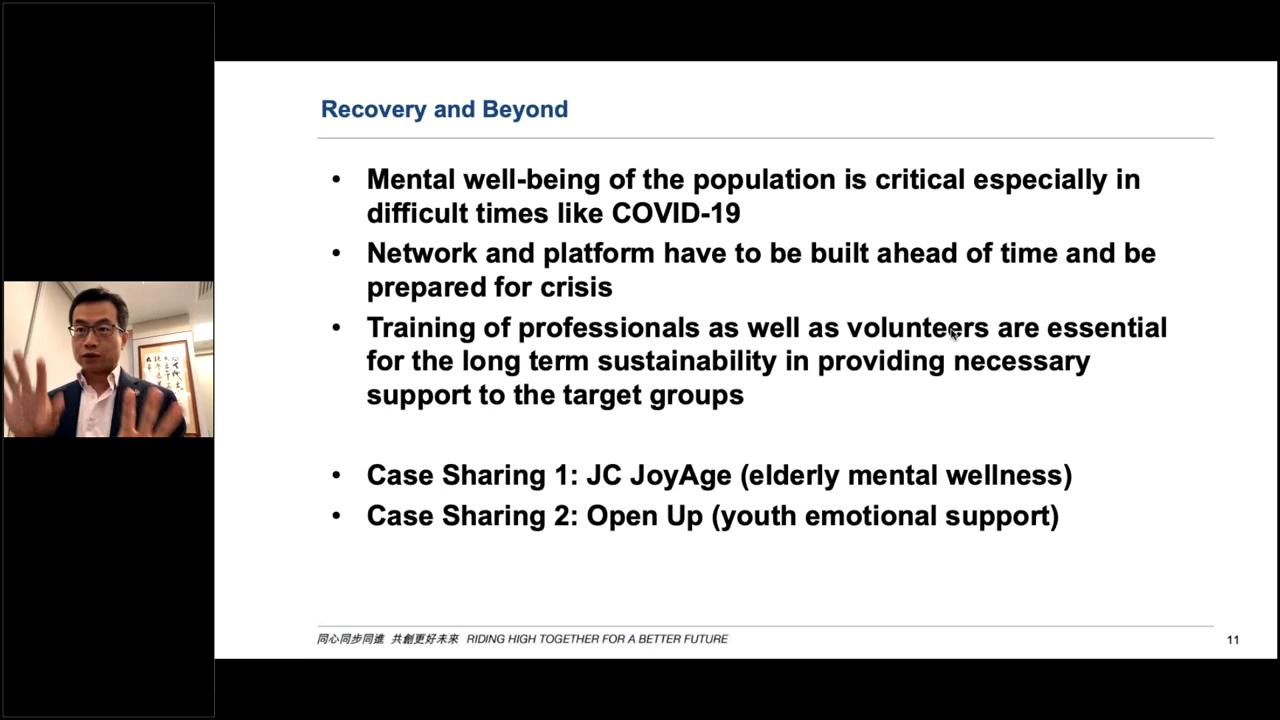 Recovery and Beyond
• Mental well-being of the population is critical especially in
difficult times like COVID-19
• Network and platform have to be built ahead of time and be
prepared for crisis
• Training of professionals as well as volunteers are essential
for the long term sustainability in providing necessary
support to the target groups
• Case Sharing 1: JC JoyAge (elderly mental wellness)
• Case Sharing 2: Open Up (youth emotional support)
同心同步同進 共創更好未來 RIDING HIGH TOGETHER FOR A BETTER FUTURE
11